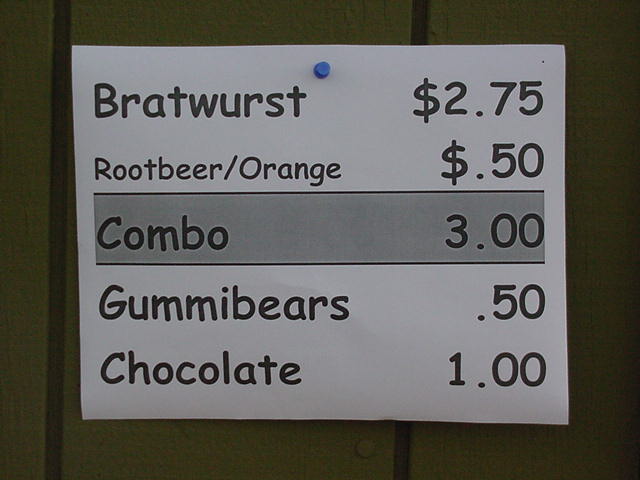 Bratwurst $2.75
Rootbeer/Orange $.50
Combo 3.00
Gummibears .50
Chocolate 1.00